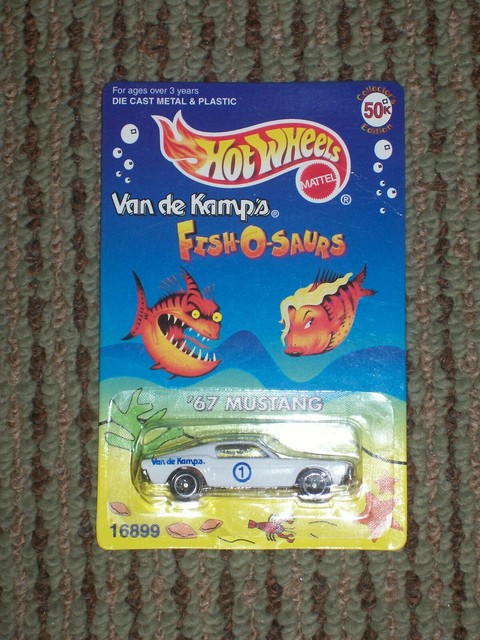 For ages over 3 years
DIE CAST METAL & PLASTIC
Collector's
50K
Edition
HOT WHEELS
MATTEL
®
Van de Kamp's®
FISH-O-SAURS
'67 MUSTANG
Van de Kamp's.
1
16899